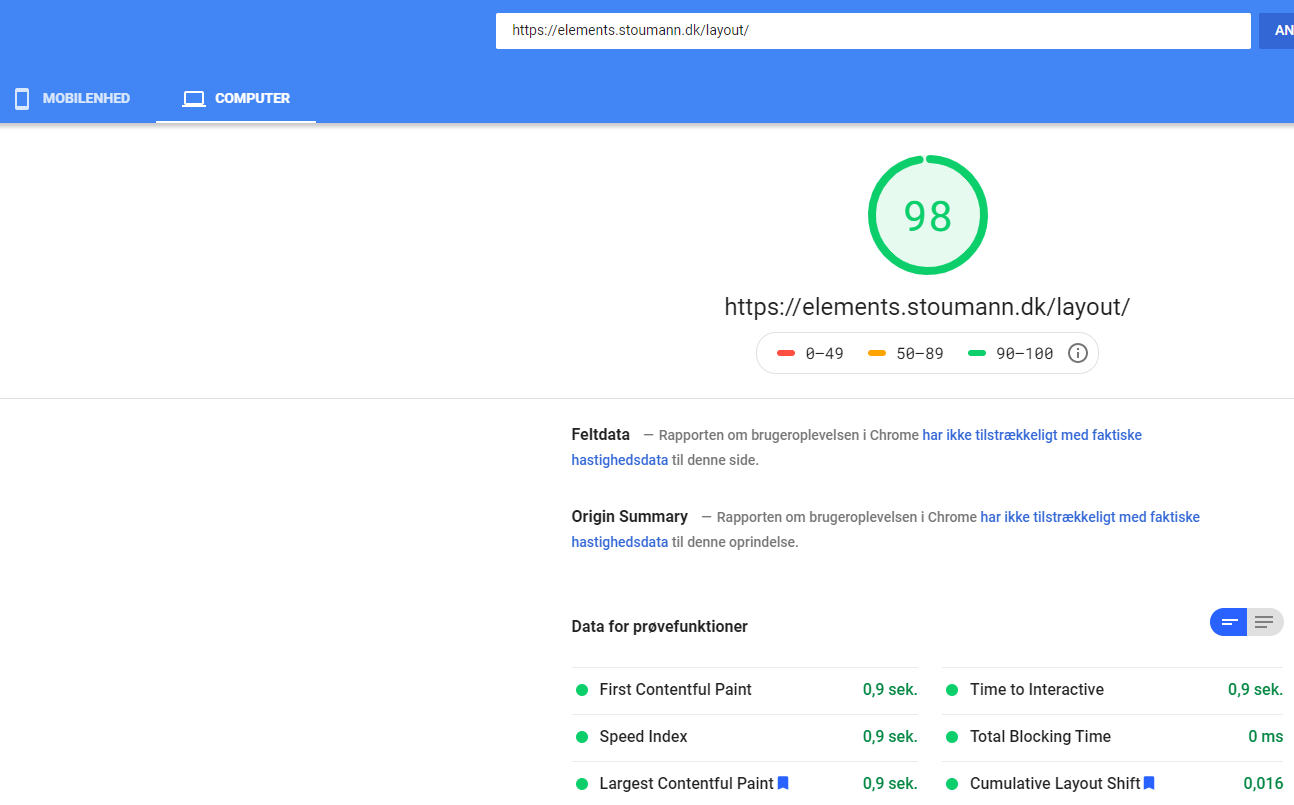 https://elements.stoumann.dk/layout/
AN
MOBILENHED
COMPUTER
98
https://elements.stoumann.dk/layout/
0–49 50–89 90–100
Feltdata — Rapporten om brugeroplevelsen i Chrome har ikke tilstrækkeligt med faktiske
hastighedsdata til denne side.
Origin Summary — Rapporten om brugeroplevelsen i Chrome har ikke tilstrækkeligt med faktiske
hastighedsdata til denne oprindelse.
Data for prøvefunktioner
First Contentful Paint 0,9 sek.
Time to Interactive 0,9 sek.
Speed Index 0,9 sek.
Total Blocking Time 0 ms
Largest Contentful Paint 0,9 sek.
Cumulative Layout Shift 0,016